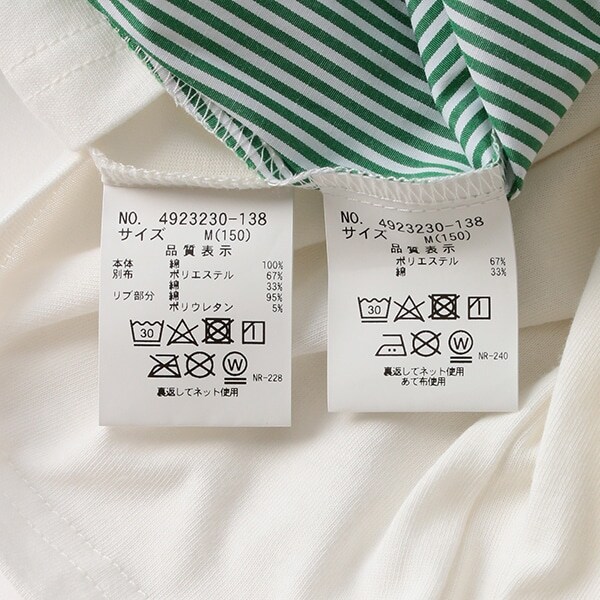 NO. 4923230-138
サイズ M(150)
品質表示
本体 綿 100%
別布 ポリエステル 67%
綿 33%
リブ部分 綿 95%
ポリウレタン 5%
30
W
NR-228
裏返してネット使用
NO. 4923230-138
サイズ M(150)
品質表示
ポリエステル 67%
綿 33%
30
W
NR-240
裏返してネット使用
あて布使用